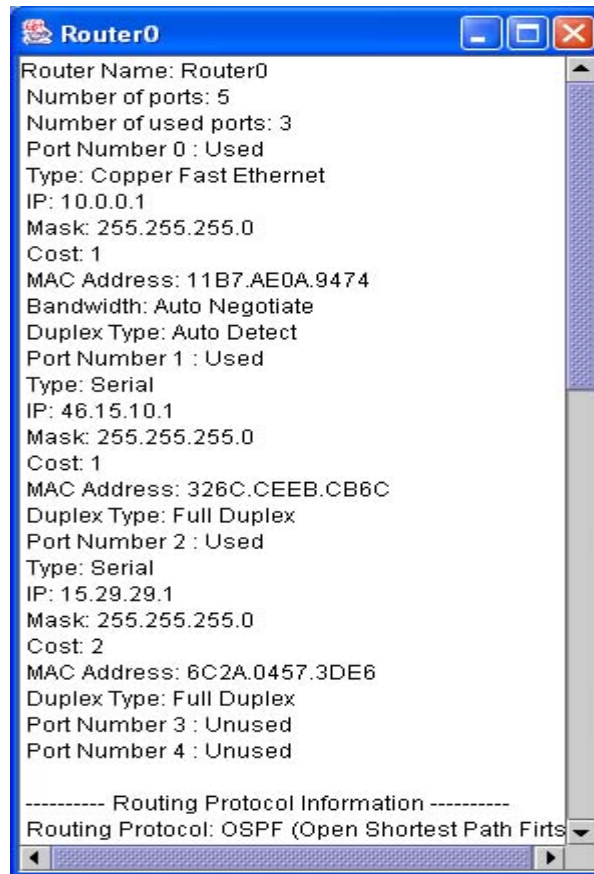 Router0
Router Name: Router0
Number of ports: 5
Number of used ports: 3
Port Number 0 : Used
Type: Copper Fast Ethernet
IP: 10.0.0.1
Mask: 255.255.255.0
Cost: 1
MAC Address: 11B7.AE0A.9474
Bandwidth: Auto Negotiate
Duplex Type: Auto Detect
Port Number 1 : Used
Type: Serial
IP: 46.15.10.1
Mask: 255.255.255.0
Cost: 1
MAC Address: 326C.CEEB.CB6C
Duplex Type: Full Duplex
Port Number 2 : Used
Type: Serial
IP: 15.29.29.1
Mask: 255.255.255.0
Cost: 2
MAC Address: 6C2A.0457.3DE6
Duplex Type: Full Duplex
Port Number 3 : Unused
Port Number 4 : Unused
---------- Routing Protocol Information ----------
Routing Protocol: OSPF (Open Shortest Path Firts